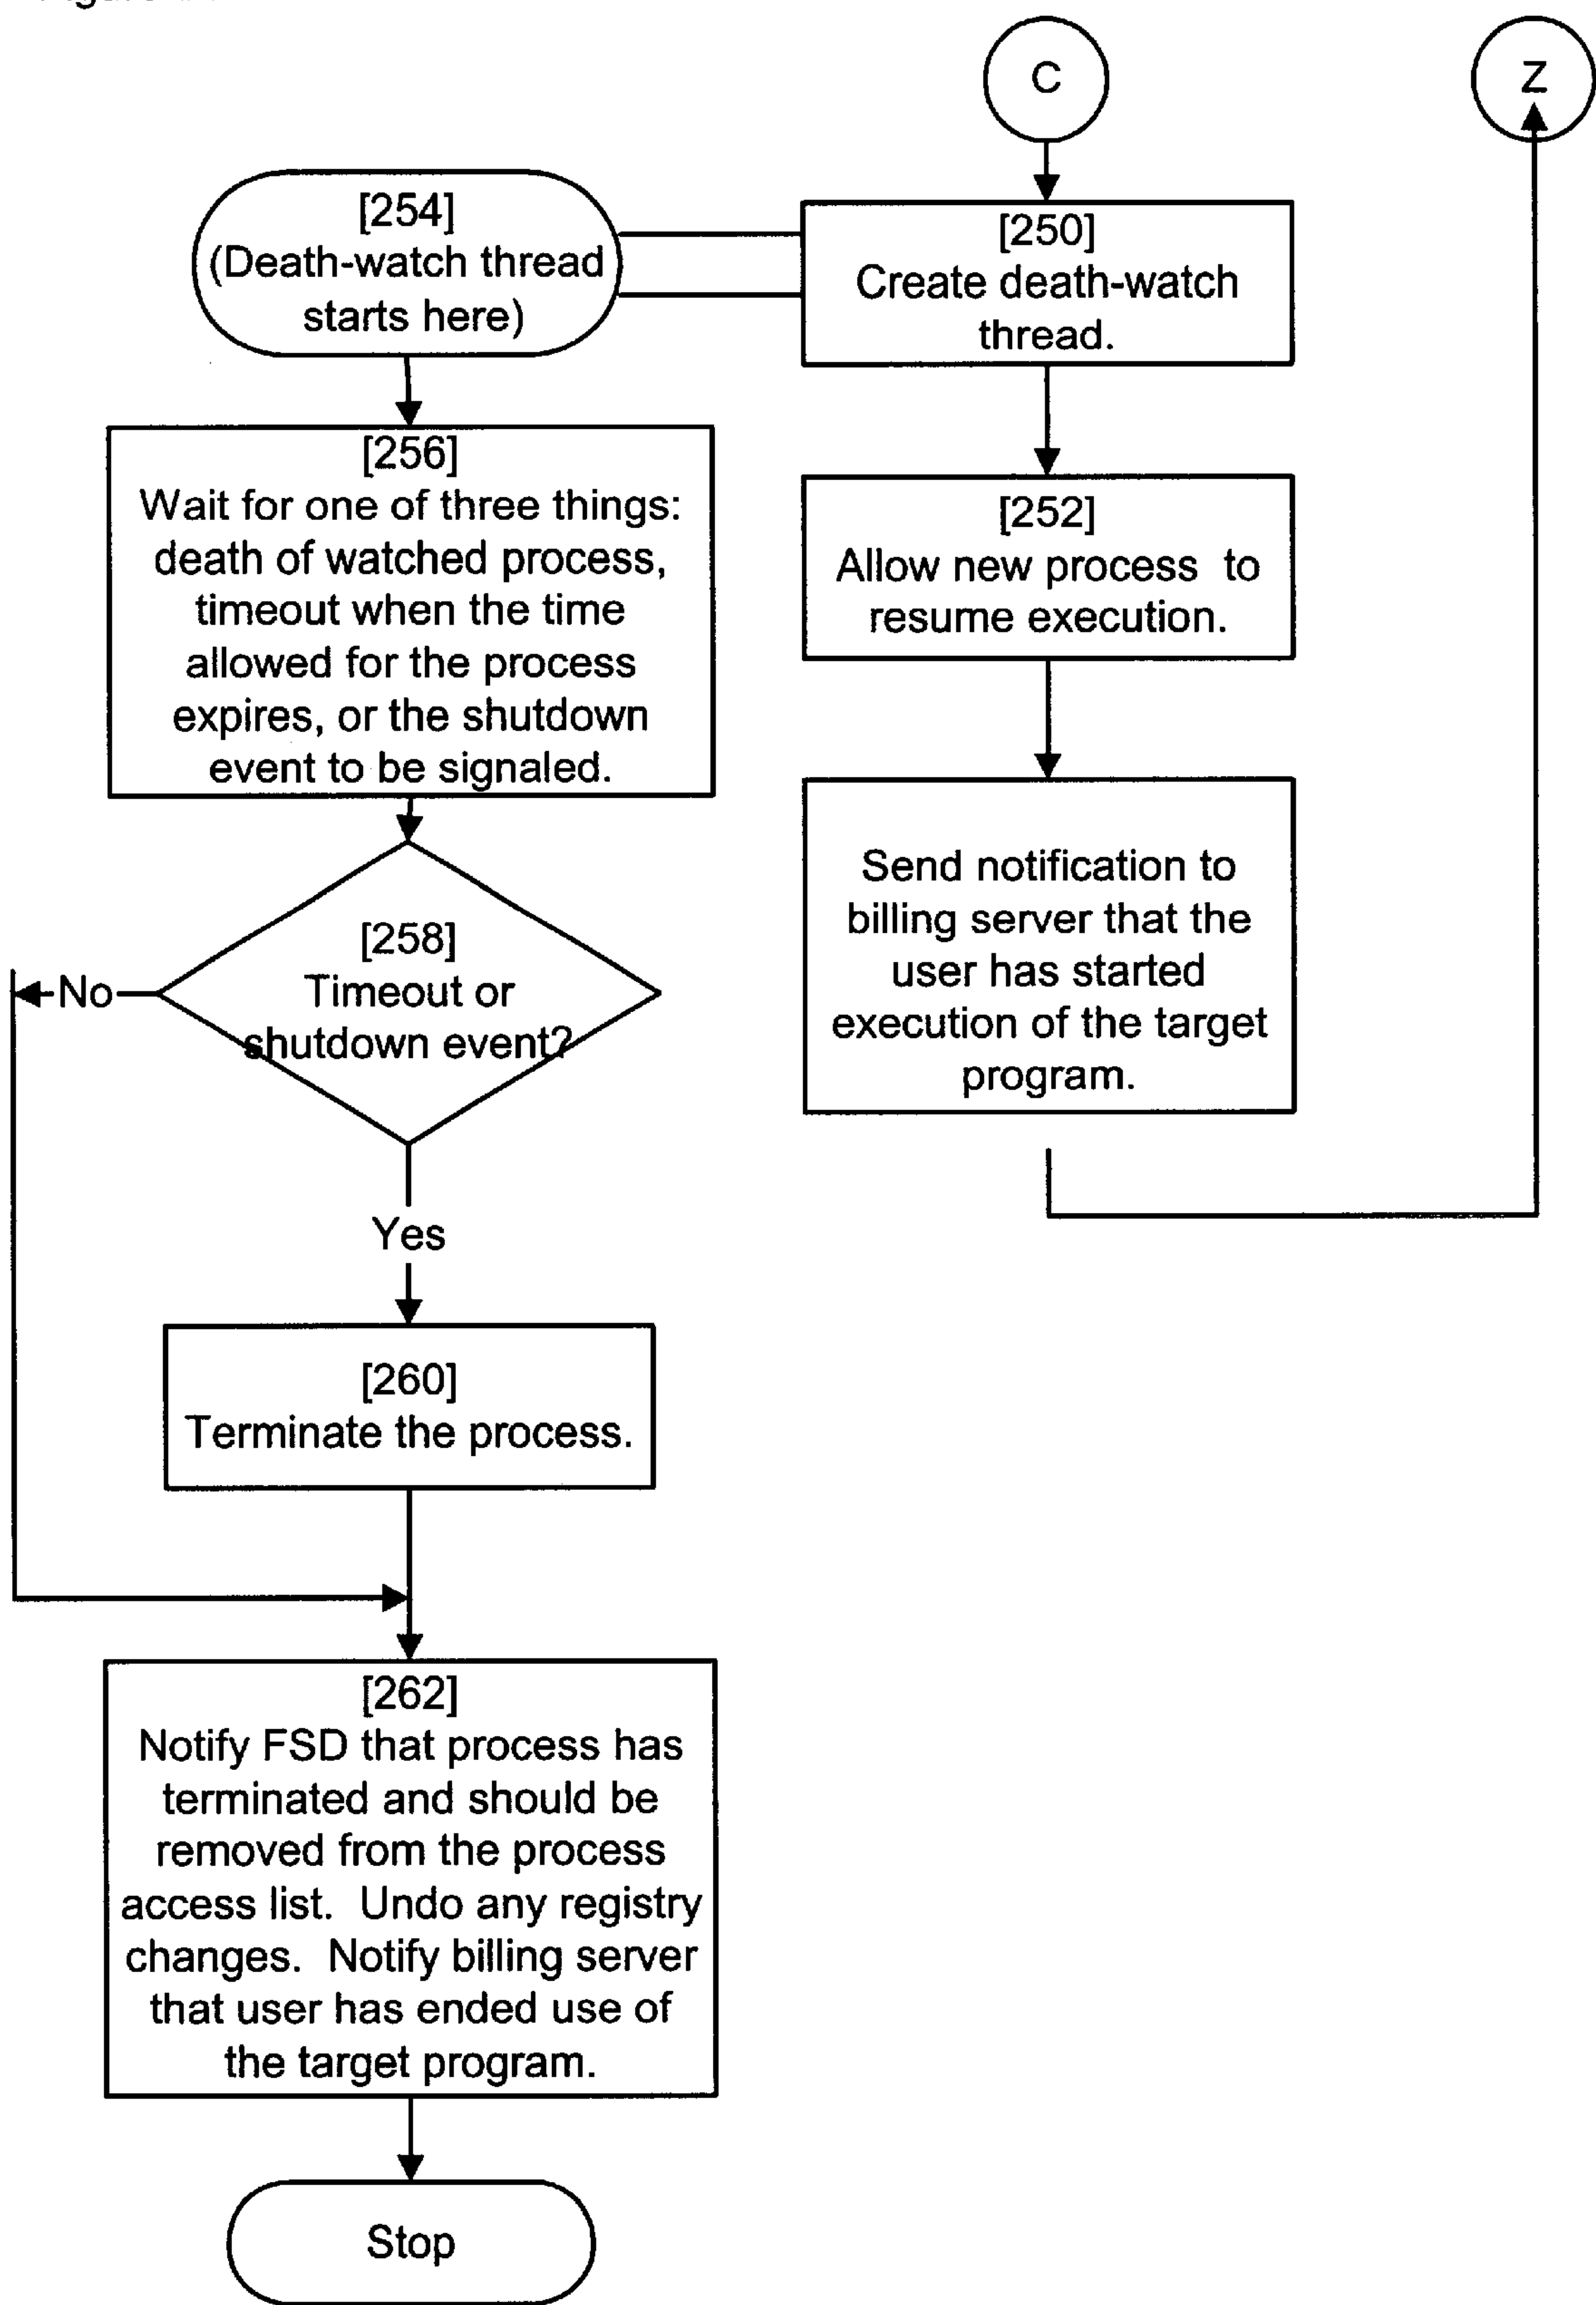 C
Z
[254]
(Death-watch thread
starts here)
[250]
Create death-watch
thread.
[256]
Wait for one of three things:
death of watched process,
timeout when the time
allowed for the process
expires, or the shutdown
event to be signaled.
[252]
Allow new process to
resume execution.
Send notification to
billing server that the
user has started
execution of the target
program.
[258]
Timeout or
shutdown event?
No
Yes
[260]
Terminate the process.
[262]
Notify FSD that process has
terminated and should be
removed from the process
access list. Undo any registry
changes. Notify billing server
that user has ended use of
the target program.
Stop